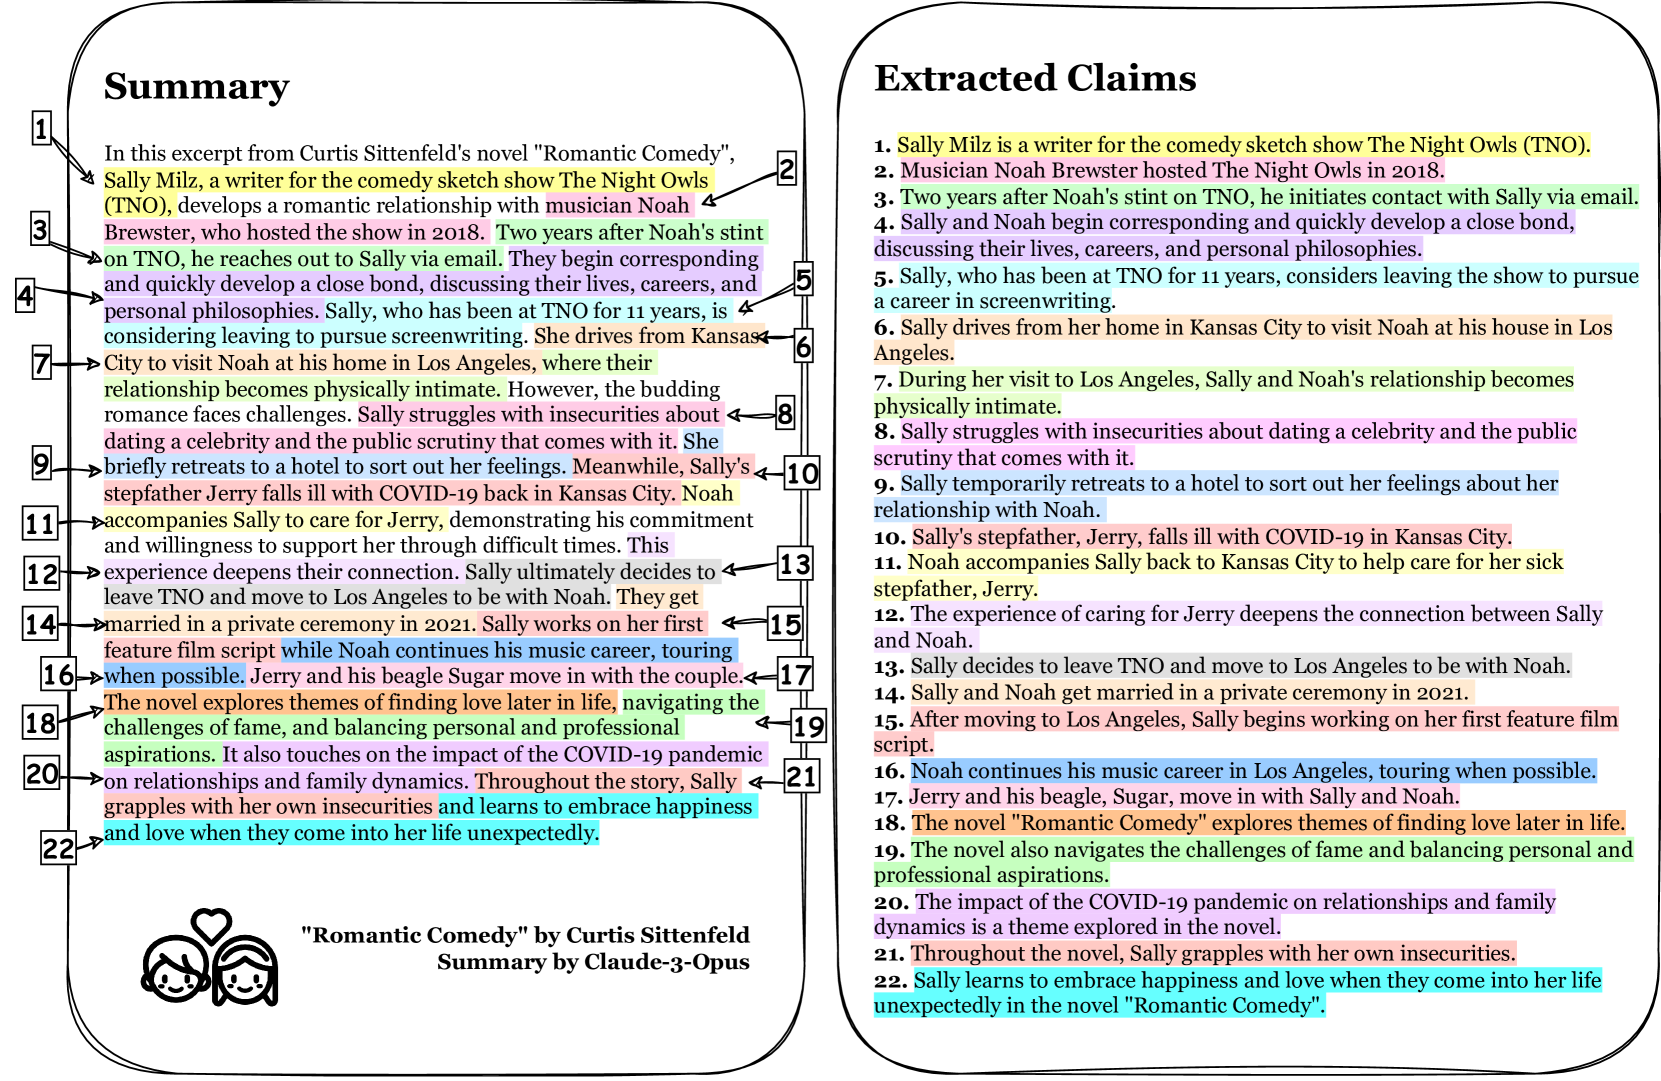 Summary
In this excerpt from Curtis Sittenfeld's novel "Romantic Comedy",
Sally Milz, a writer for the comedy sketch show The Night Owls
(TNO), develops a romantic relationship with musician Noah
Brewster, who hosted the show in 2018. Two years after Noah's stint
on TNO, he reaches out to Sally via email. They begin corresponding
and quickly develop a close bond, discussing their lives, careers, and
personal philosophies. Sally, who has been at TNO for 11 years, is
considering leaving to pursue screenwriting. She drives from Kansas
City to visit Noah at his home in Los Angeles, where their
relationship becomes physically intimate. However, the budding
romance faces challenges. Sally struggles with insecurities about
dating a celebrity and the public scrutiny that comes with it. She
briefly retreats to a hotel to sort out her feelings. Meanwhile, Sally's
stepfather Jerry falls ill with COVID-19 back in Kansas City. Noah
accompanies Sally to care for Jerry, demonstrating his commitment
and willingness to support her through difficult times. This
experience deepens their connection. Sally ultimately decides to
leave TNO and move to Los Angeles to be with Noah. They get
married in a private ceremony in 2021. Sally works on her first
feature film script while Noah continues his music career, touring
when possible. Jerry and his beagle Sugar move in with the couple.
The novel explores themes of finding love later in life, navigating the
challenges of fame, and balancing personal and professional
aspirations. It also touches on the impact of the COVID-19 pandemic
on relationships and family dynamics. Throughout the story, Sally
grapples with her own insecurities and learns to embrace happiness
and love when they come into her life unexpectedly.
1
2
3
4
5
6
7
8
9
10
11
12
13
14
15
16
17
18
19
20
21
22
"Romantic Comedy" by Curtis Sittenfeld
Summary by Claude-3-Opus
Extracted Claims
1. Sally Milz is a writer for the comedy sketch show The Night Owls (TNO).
2. Musician Noah Brewster hosted The Night Owls in 2018.
3. Two years after Noah's stint on TNO, he initiates contact with Sally via email.
4. Sally and Noah begin corresponding and quickly develop a close bond,
discussing their lives, careers, and personal philosophies.
5. Sally, who has been at TNO for 11 years, considers leaving the show to pursue
a career in screenwriting.
6. Sally drives from her home in Kansas City to visit Noah at his house in Los
Angeles.
7. During her visit to Los Angeles, Sally and Noah's relationship becomes
physically intimate.
8. Sally struggles with insecurities about dating a celebrity and the public
scrutiny that comes with it.
9. Sally temporarily retreats to a hotel to sort out her feelings about her
relationship with Noah.
10. Sally's stepfather, Jerry, falls ill with COVID-19 in Kansas City.
11. Noah accompanies Sally back to Kansas City to help care for her sick
stepfather, Jerry.
12. The experience of caring for Jerry deepens the connection between Sally
and Noah.
13. Sally decides to leave TNO and move to Los Angeles to be with Noah.
14. Sally and Noah get married in a private ceremony in 2021.
15. After moving to Los Angeles, Sally begins working on her first feature film
script.
16. Noah continues his music career in Los Angeles, touring when possible.
17. Jerry and his beagle, Sugar, move in with Sally and Noah.
18. The novel "Romantic Comedy" explores themes of finding love later in life.
19. The novel also navigates the challenges of fame and balancing personal and
professional aspirations.
20. The impact of the COVID-19 pandemic on relationships and family
dynamics is a theme explored in the novel.
21. Throughout the novel, Sally grapples with her own insecurities.
22. Sally learns to embrace happiness and love when they come into her life
unexpectedly in the novel "Romantic Comedy".